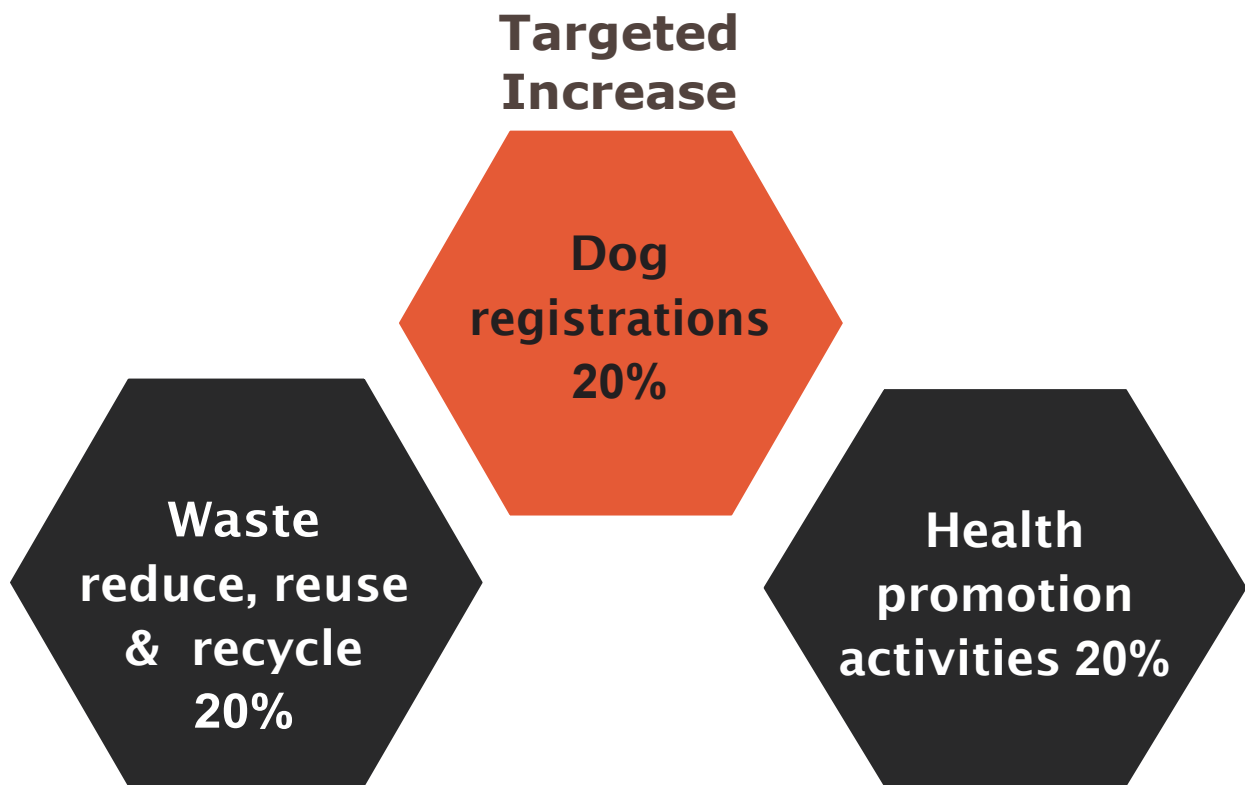 Targeted
Increase
Dog
registrations
20%
Waste
reduce, reuse
& recycle
20%
Health
promotion
activities 20%